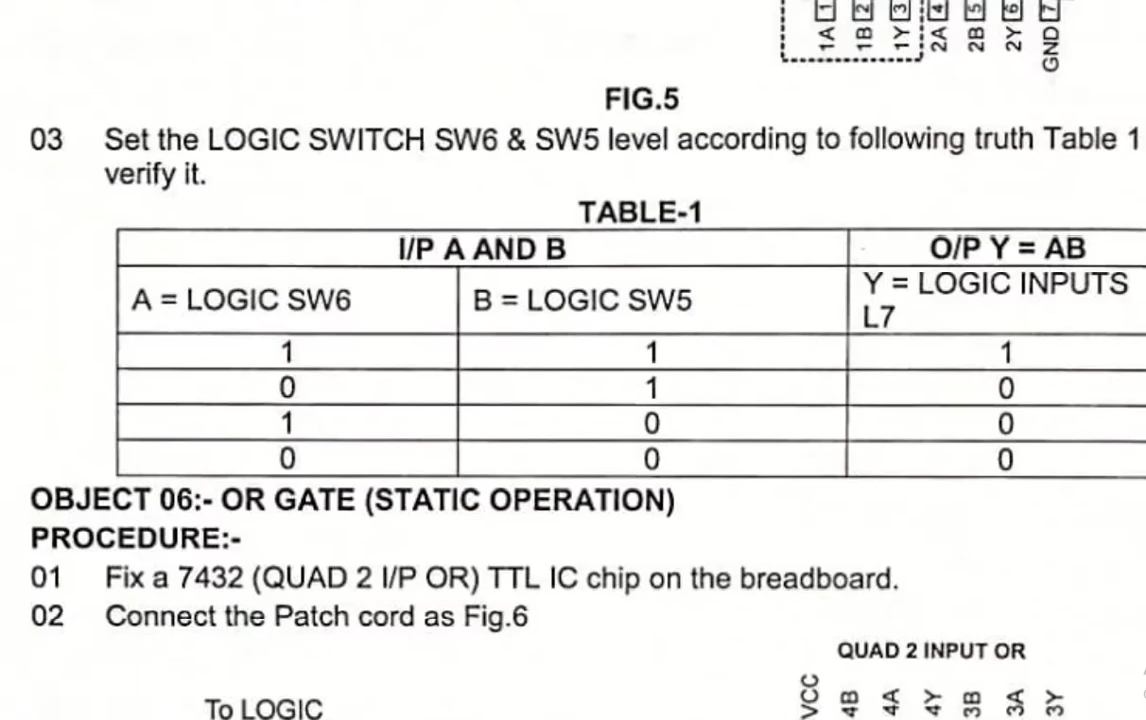 1A 1 1B 2 1Y 3 2A 4 2B 5 2Y 6 GND 7
FIG.5
03 Set the LOGIC SWITCH SW6 & SW5 level according to following truth Table 1
verify it.
TABLE-1
I/P A AND B O/P Y = AB
A = LOGIC SW6 B = LOGIC SW5 Y = LOGIC INPUTS
L7
1 1 1
0 1 0
1 0 0
0 0 0
OBJECT 06:- OR GATE (STATIC OPERATION)
PROCEDURE:-
01 Fix a 7432 (QUAD 2 I/P OR) TTL IC chip on the breadboard.
02 Connect the Patch cord as Fig.6
QUAD 2 INPUT OR
To LOGIC VCC 4B 4A 4Y 3B 3A 3Y